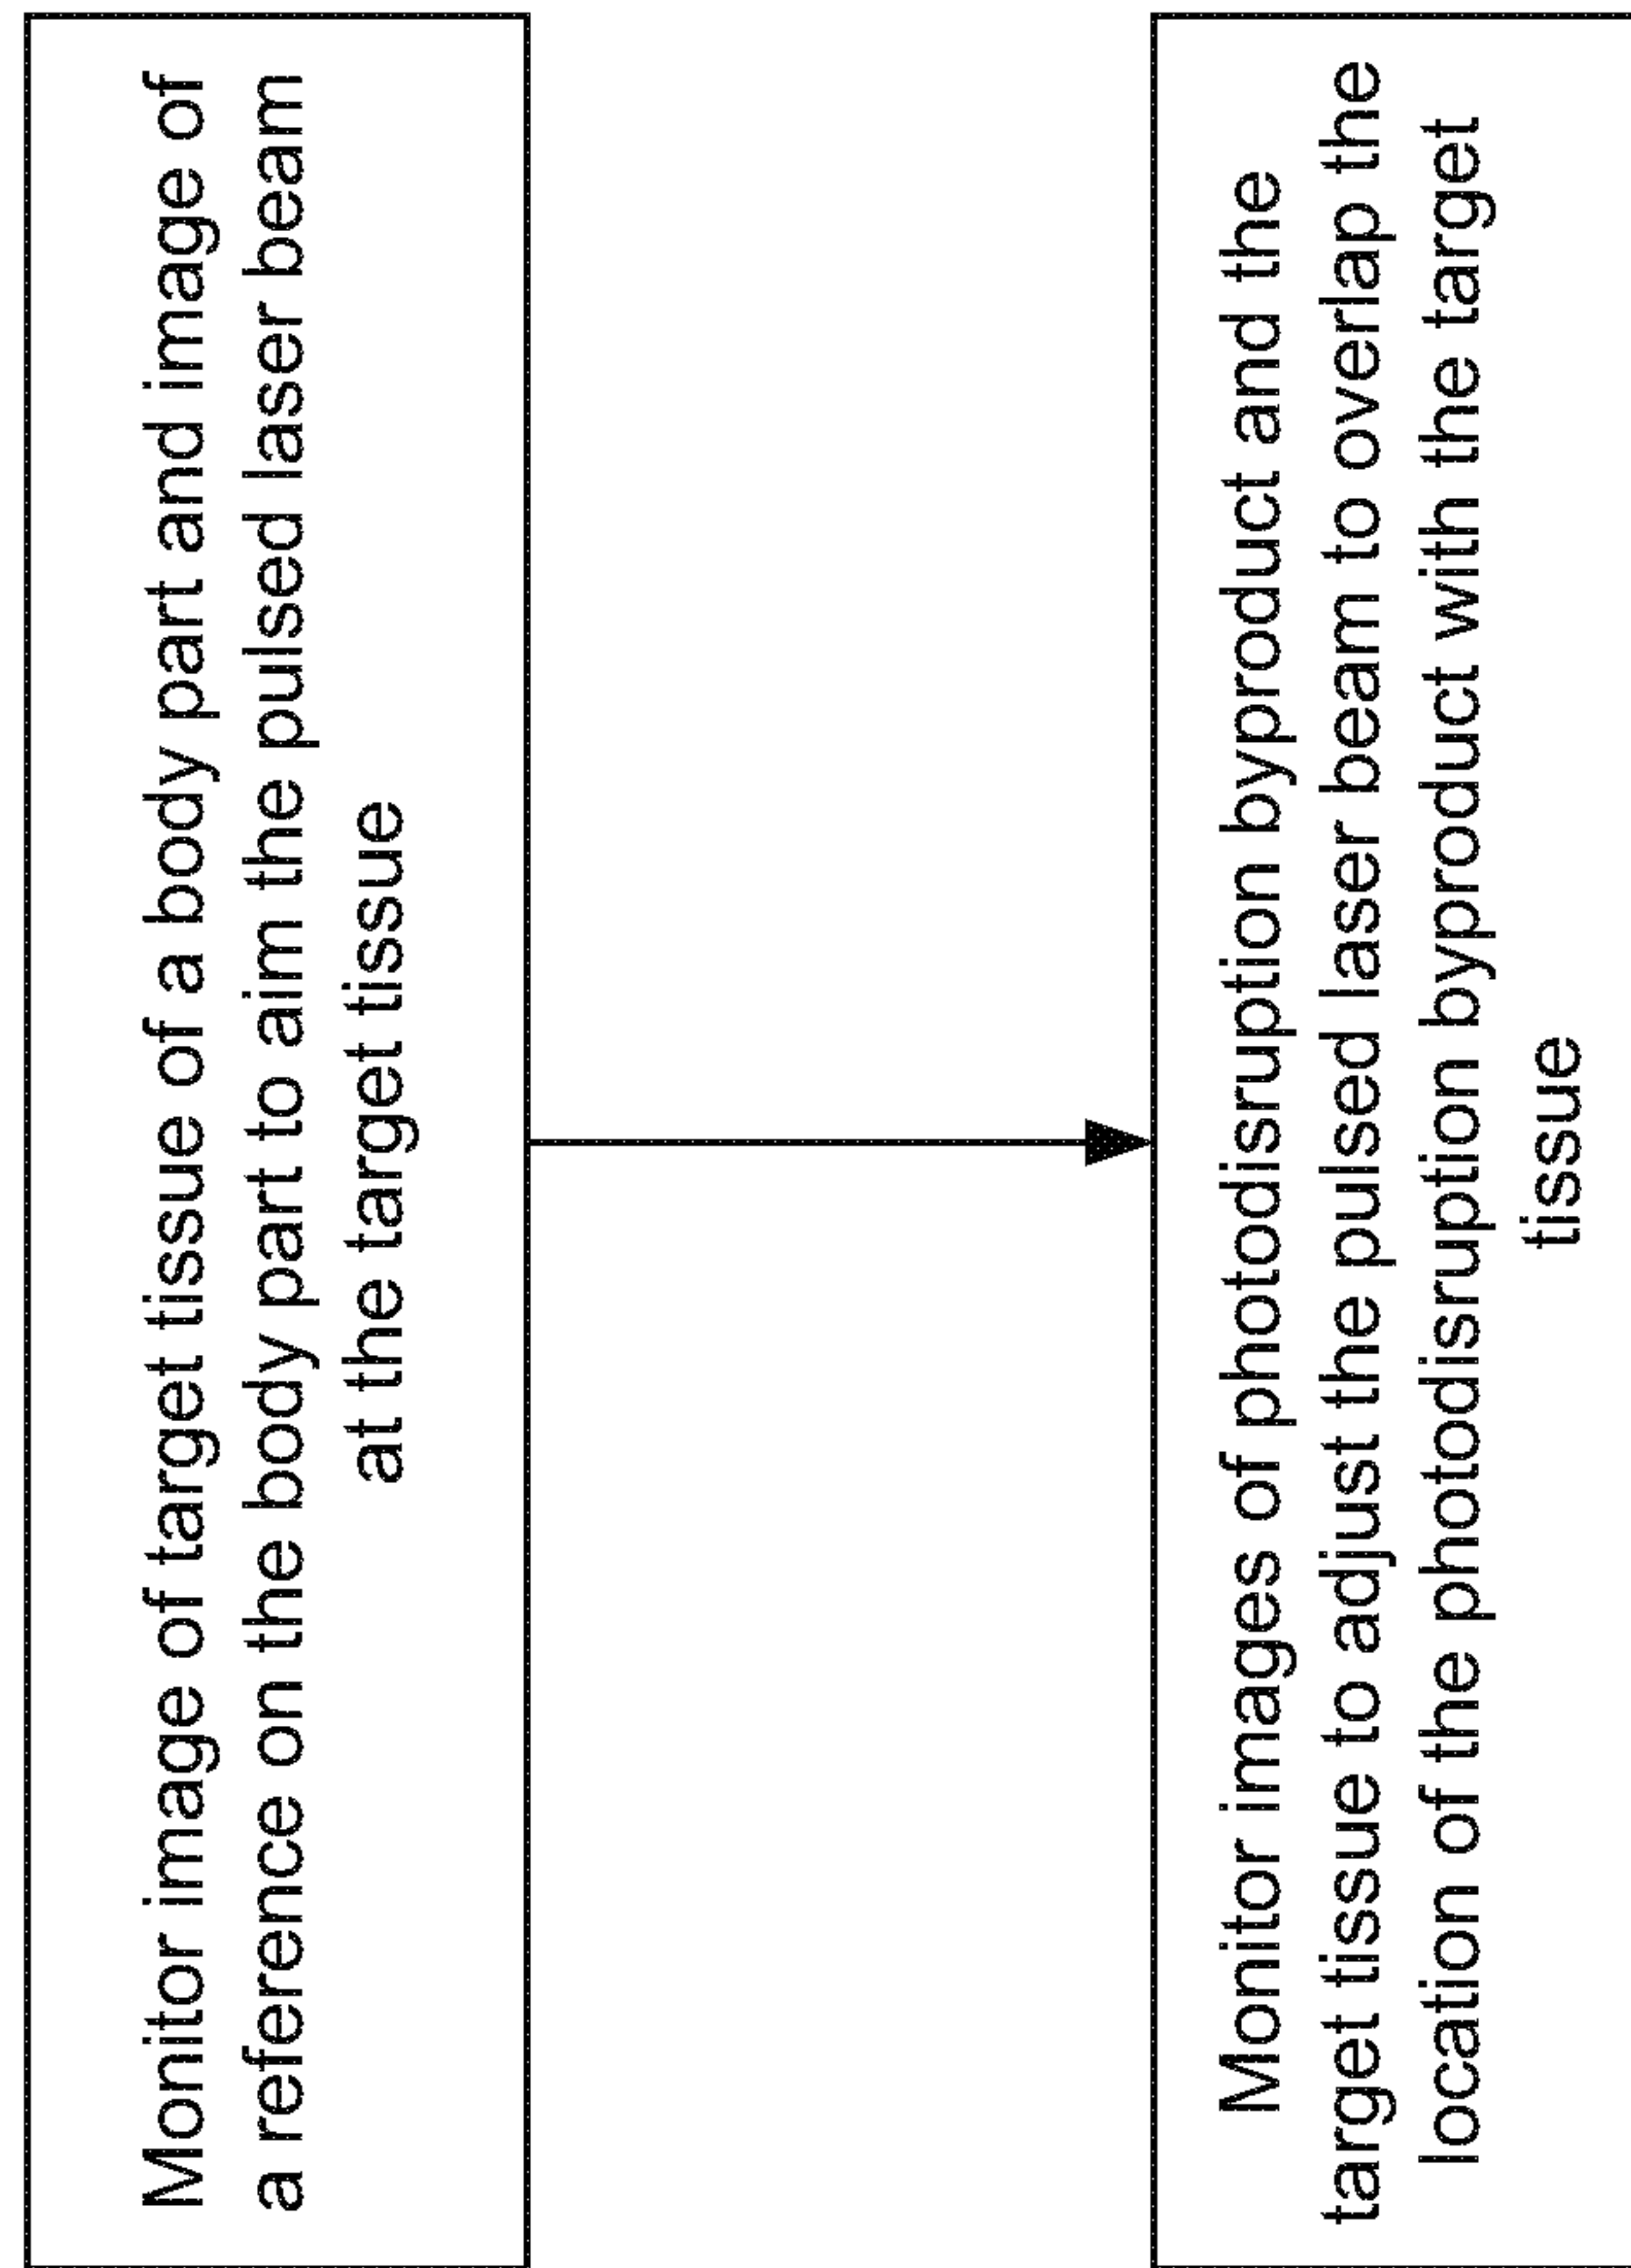 Monitor image of target tissue of a body part and image of
a reference on the body part to aim the pulsed laser beam
at the target tissue
Monitor images of photodisruption byproduct and the
target tissue to adjust the pulsed laser beam to overlap the
location of the photodisruption byproduct with the target
tissue